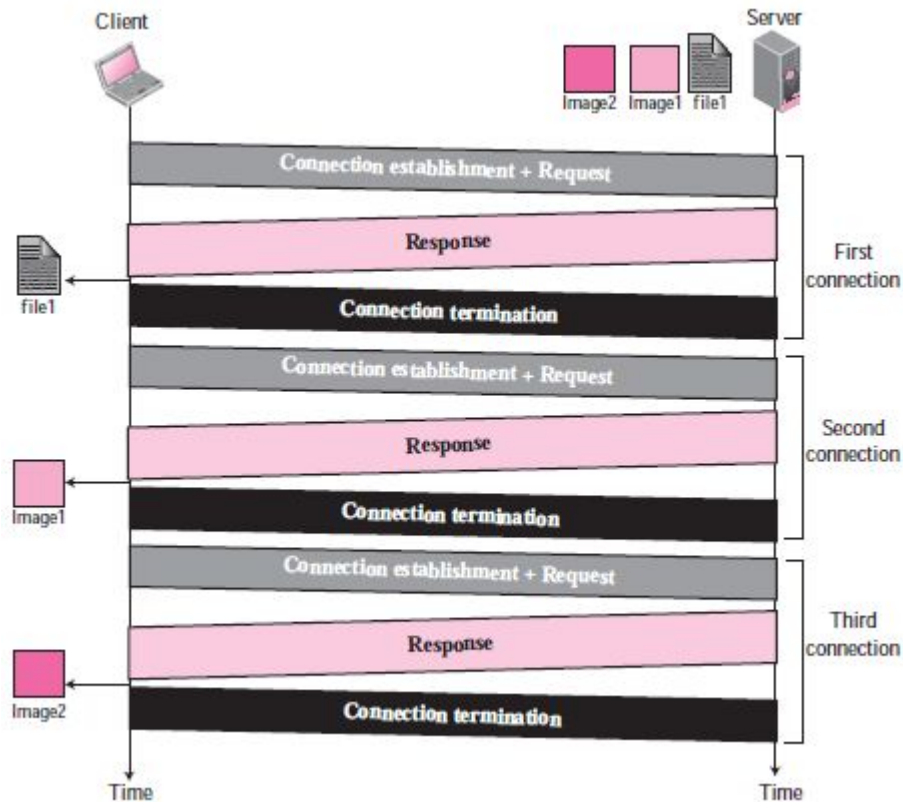 Client
Server
Image2
Image1
file1
Connection establishment + Request
Response
First
connection
file1
Connection termination
Connection establishment + Request
Response
Second
connection
Image1
Connection termination
Connection establishment + Request
Response
Third
connection
Image2
Connection termination
Time
Time